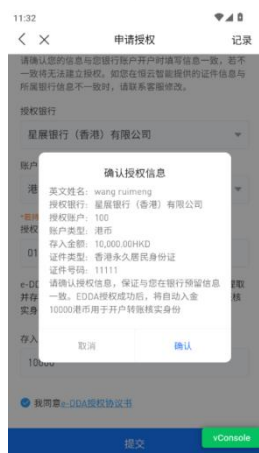 11:32
申请授权
记录
请确认您的信息与您银行账户开户时填写信息一致，若不
一致将无法建立授权。如您在恒云智能提供的证件信息与
所属银行信息不一致时，请联系客服修改。
授权银行
星展银行（香港）有限公司
账户
港
授权
01
e-DD
取
并存
核
实身
存入
10000
确认授权信息
英文姓名: wang ruimeng
授权银行: 星展银行（香港）有限公司
授权账户: 100
账户类型: 港币
存入金额: 10,000.00HKD
证件类型: 香港永久居民身份证
证件号码: 11111
请确认授权信息，保证与您在银行预留信息
一致。EDDA授权成功后，将自动入金
10000港币用于开户转账核实身份
取消
确认
我同意e-DDA授权协议书
提交
vConsole